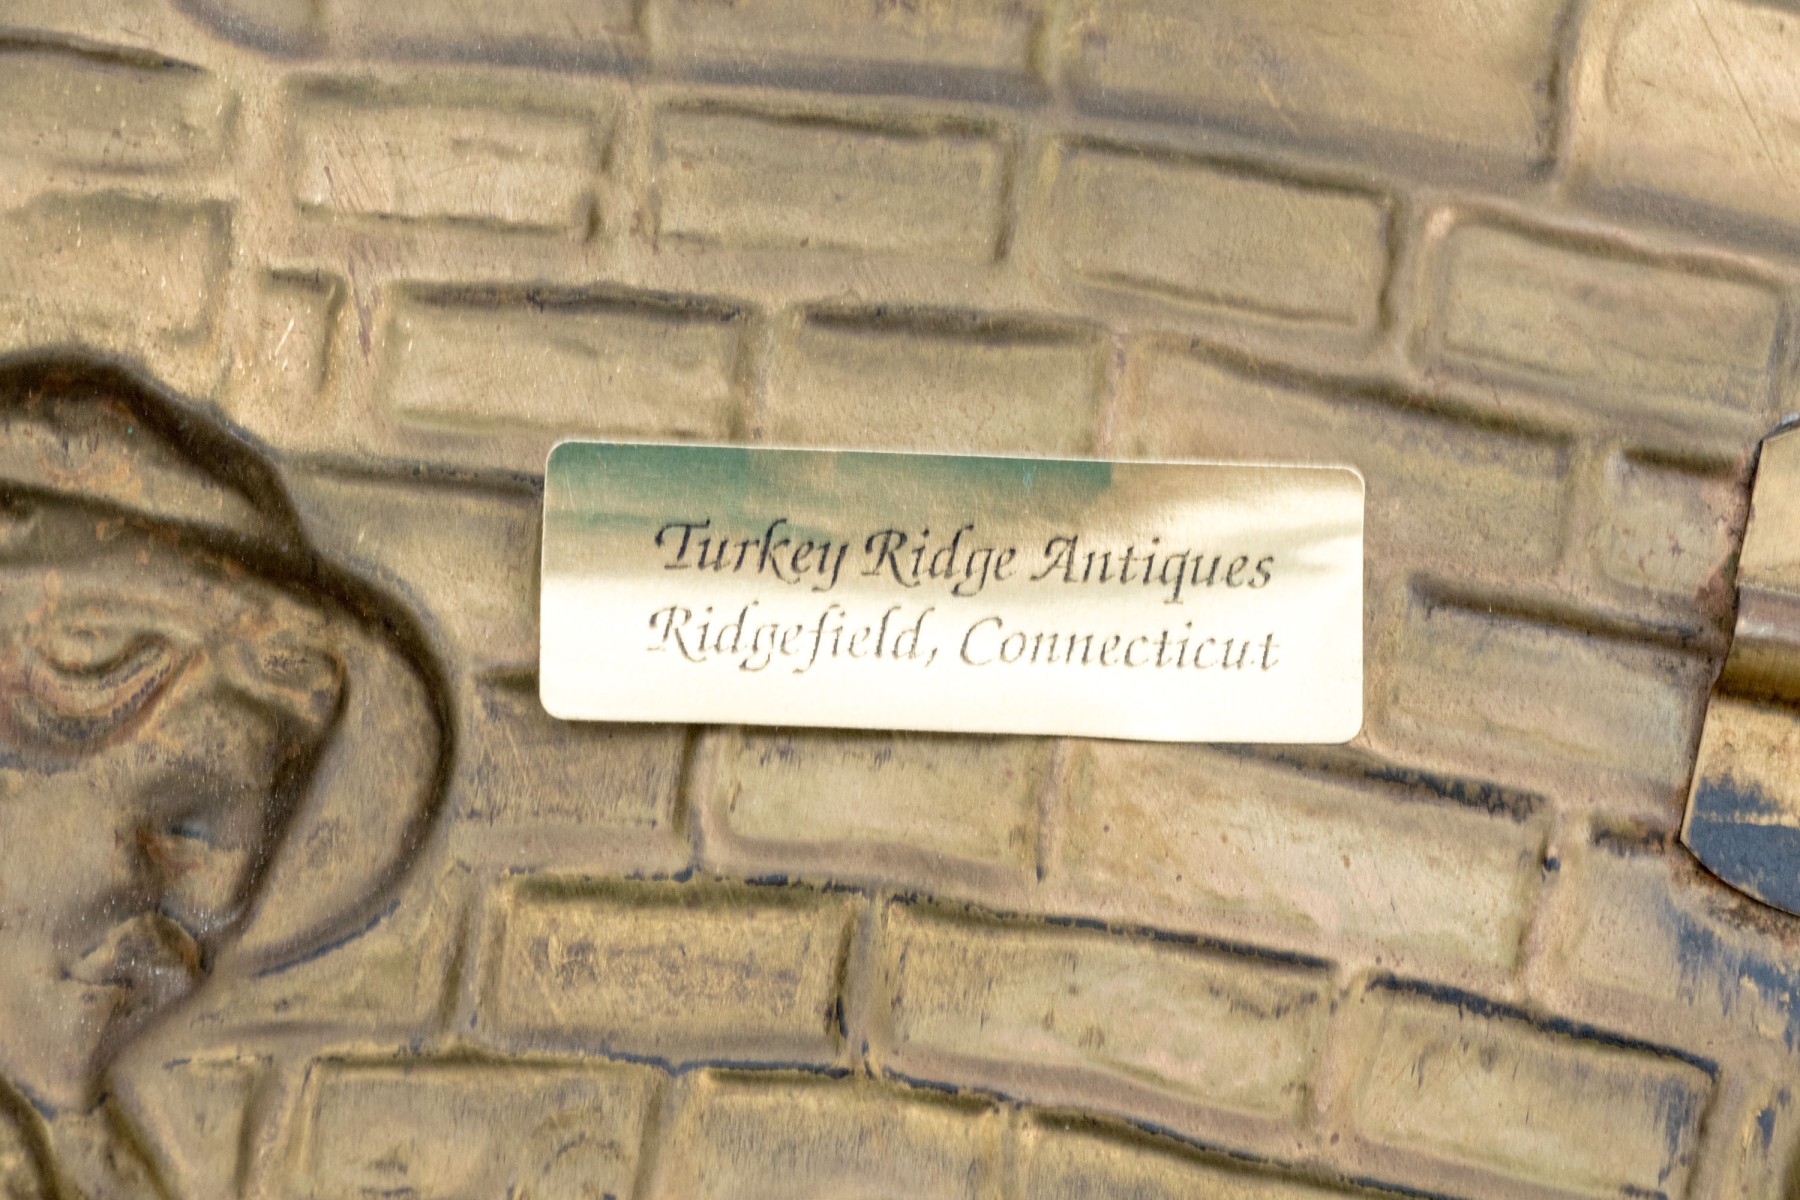 Turkey Ridge Antiques
Ridgefield, Connecticut